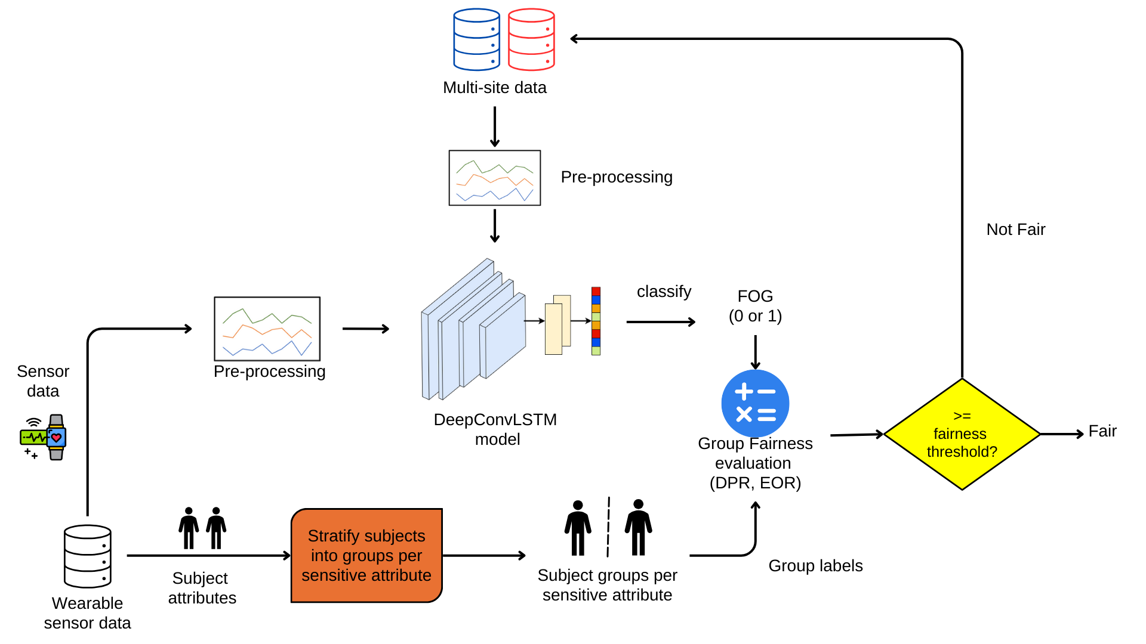 Multi-site data
Pre-processing
Not Fair
classify
FOG
(0 or 1)
Sensor
data
Pre-processing
DeepConvLSTM
model
Group Fairness
evaluation
(DPR, EOR)
>=
fairness
threshold?
Fair
Stratify subjects
into groups per
sensitive attribute
Subject
attributes
Subject groups per
sensitive attribute
Group labels
Wearable
sensor data